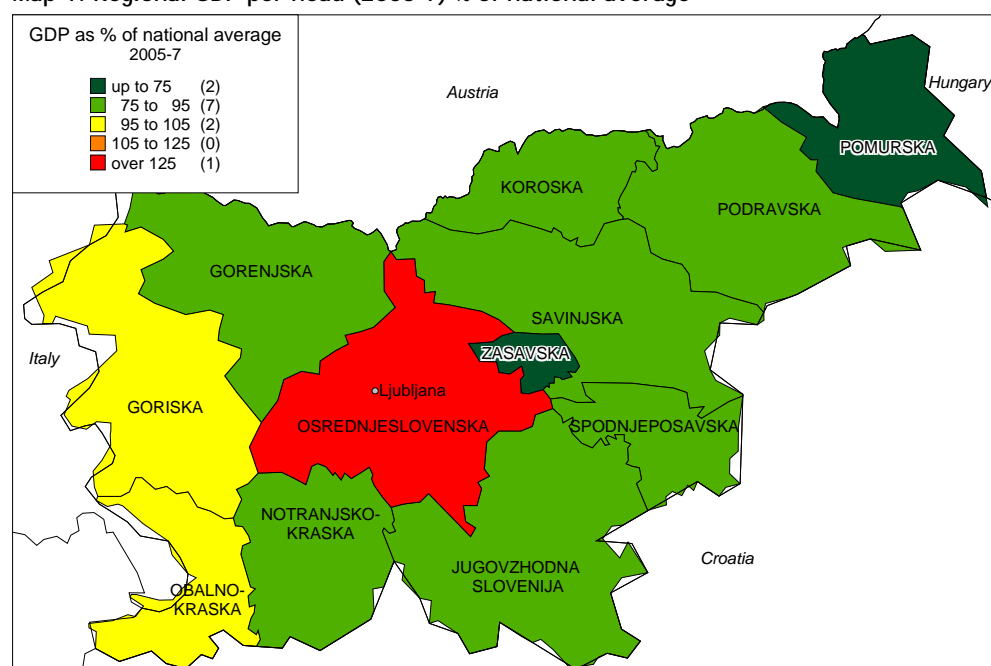 GDP as % of national average
2005-7
up to 75 (2)
75 to 95 (7)
95 to 105 (2)
105 to 125 (0)
over 125 (1)
Austria
Hungary
POMURSKA
KOROSKA
PODRAVSKA
GORENJSKA
SAVINJSKA
Italy
ZASAVSKA
Ljubljana
GORISKA
OSREDNJESLOVENSKA
SPODNJEPOSAVSKA
NOTRANJSKO-
KRASKA
Croatia
JUGOVZHODNA
SLOVENIJA
OBALNO-
KRASKA